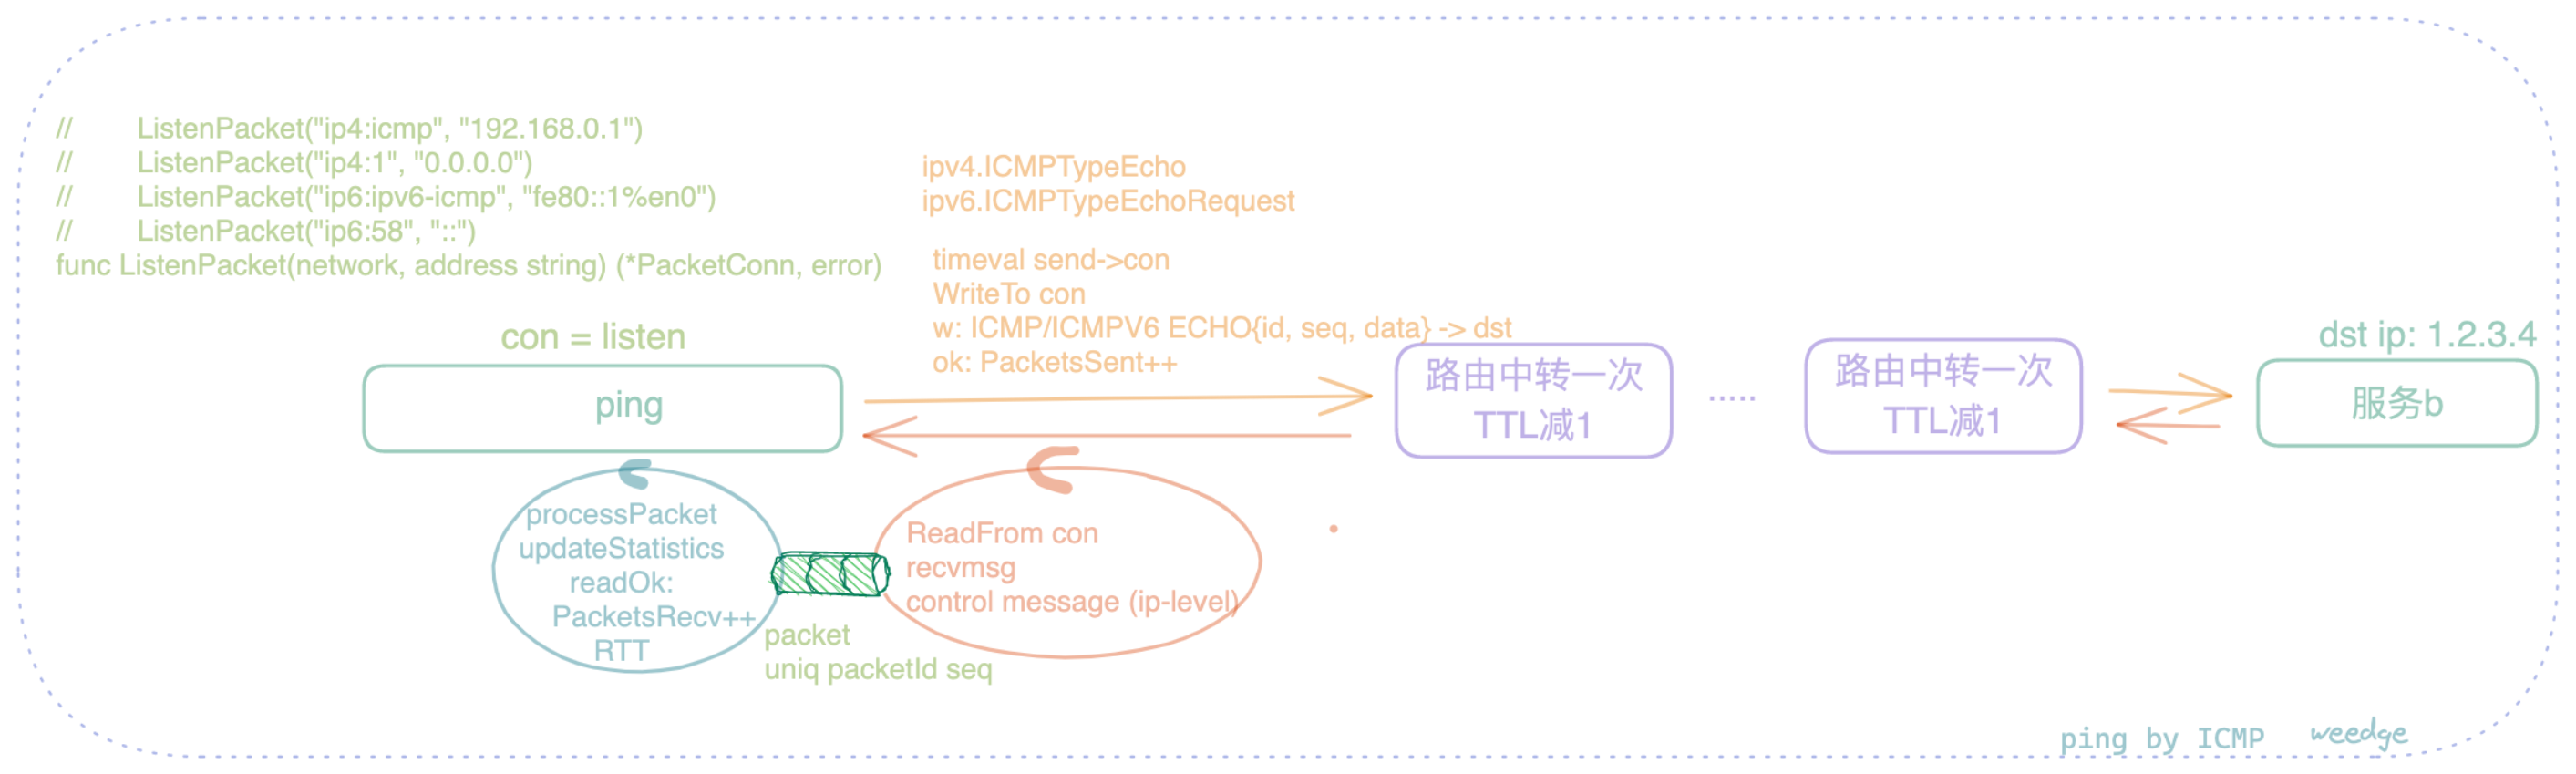 //        ListenPacket("ip4:icmp", "192.168.0.1")
//        ListenPacket("ip4:1", "0.0.0.0")
//        ListenPacket("ip6:ipv6-icmp", "fe80::1%en0")
//        ListenPacket("ip6:58", "::")
func ListenPacket(network, address string) (*PacketConn, error)
con = listen
ping
ipv4.ICMPTypeEcho
ipv6.ICMPTypeEchoRequest
timeval send->con
WriteTo con
w: ICMP/ICMPV6 ECHO{id, seq, data} -> dst
ok: PacketsSent++
路由中转一次
TTL减1
.....
路由中转一次
TTL减1
dst ip: 1.2.3.4
服务b
processPacket
updateStatistics
readOk:
PacketsRecv++
RTT
packet
uniq packetId seq
ReadFrom con
recvmsg
control message (ip-level)
ping by ICMP
weedge